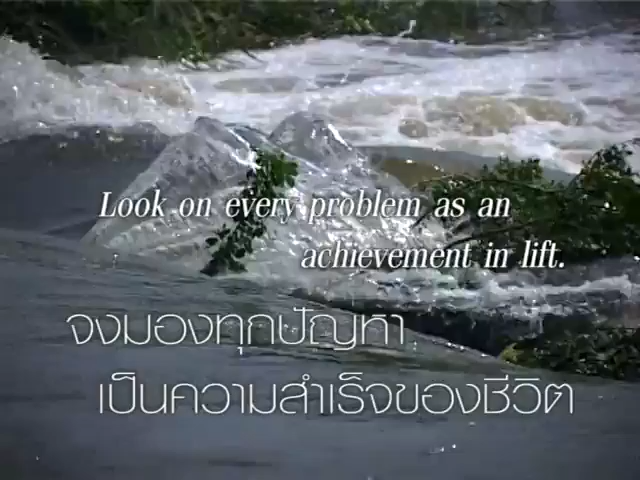 Look on every problem as an
achievement in lift.
จงมองทุกปัญหา
เป็นความสำเร็จของชีวิต